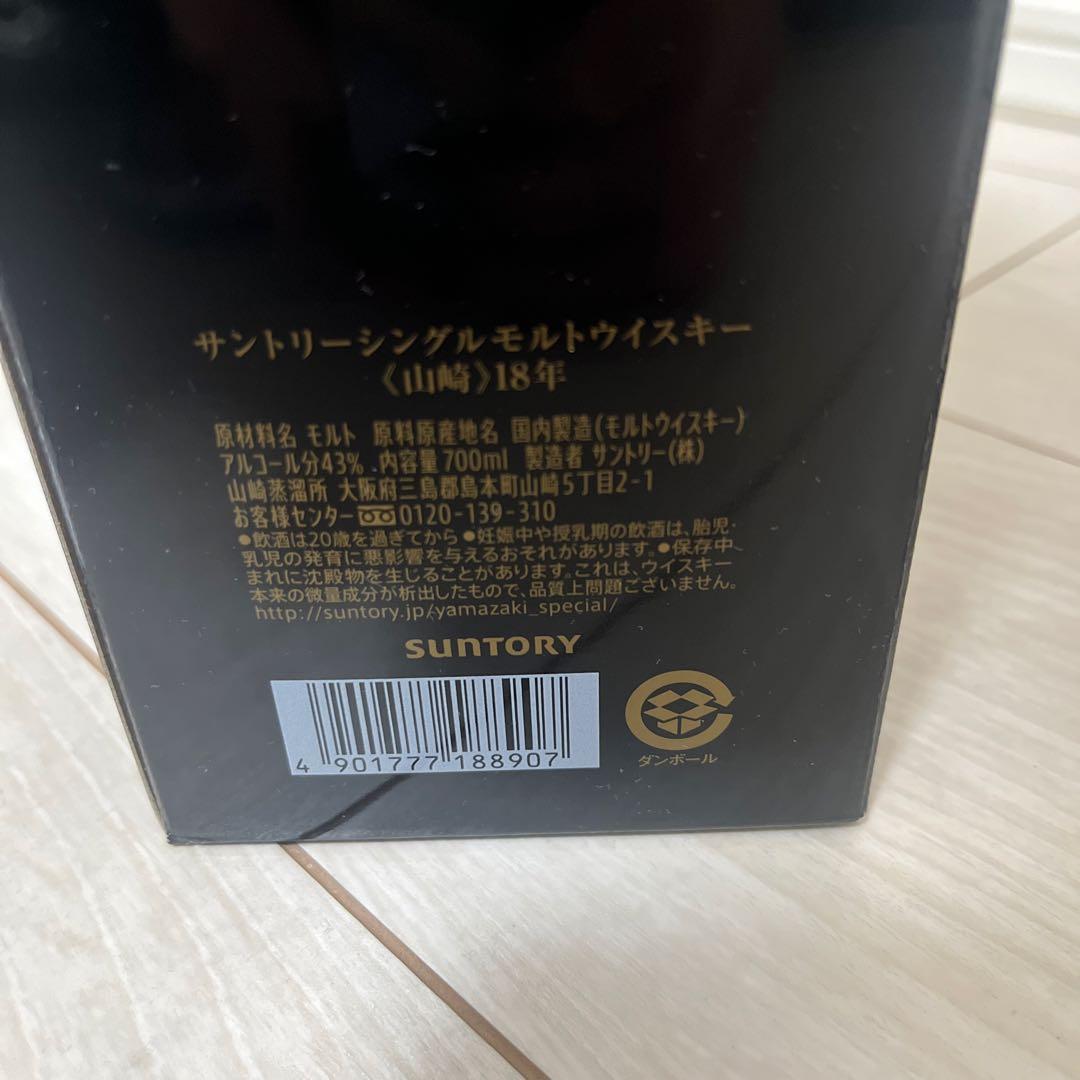 サントリーシングルモルトウイスキー
《山崎》18年
原材料名 モルト 原料原産地名 国内製造(モルトウイスキー)
アルコール分43% 内容量700ml 製造者 サントリー(株)
山崎蒸溜所 大阪府三島郡島本町山崎5丁目2-1
お客様センター 0120-139-310
●飲酒は20歳を過ぎてから●妊娠中や授乳期の飲酒は、胎児・
乳児の発育に悪影響を与えるおそれがあります。●保存中、
まれに沈殿物を生じることがあります。これは、ウイスキー
本来の微量成分が析出したもので、品質上問題ございません。
http://suntory.jp/yamazaki_special/
SUNTORY
4 901777 188907
ダンボール